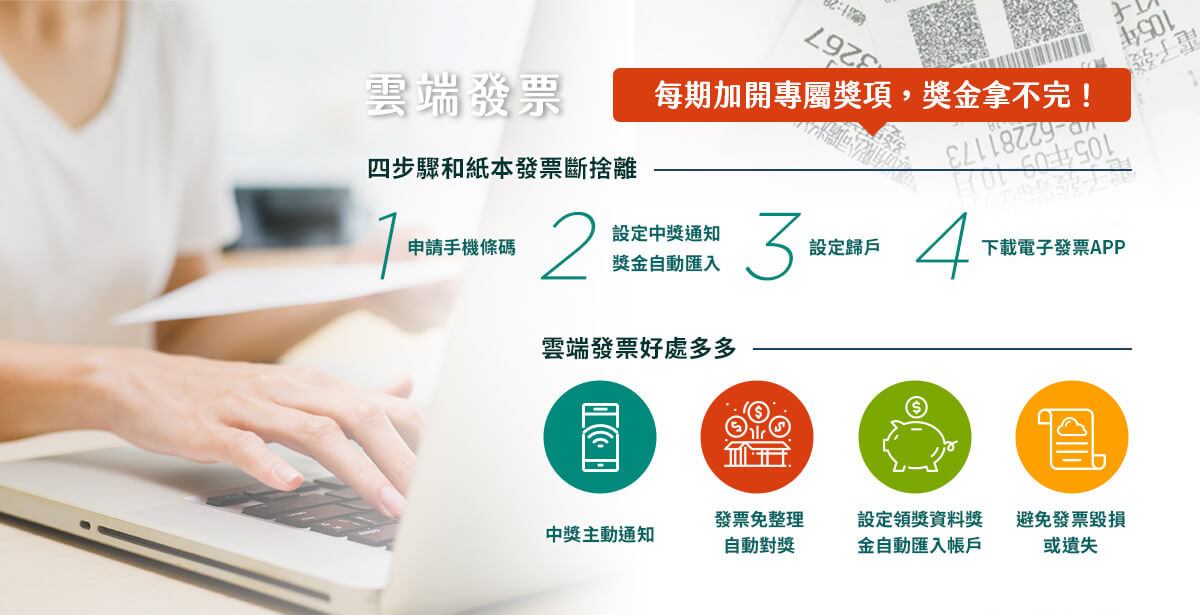 雲端發票
每期加開專屬獎項，獎金拿不完！
四步驟和紙本發票斷捨離
1 申請手機條碼
2 設定中獎通知
獎金自動匯入
3 設定歸戶
4 下載電子發票APP
雲端發票好處多多
中獎主動通知
發票免整理
自動對獎
設定領獎資料獎
金自動匯入帳戶
避免發票毀損
或遺失